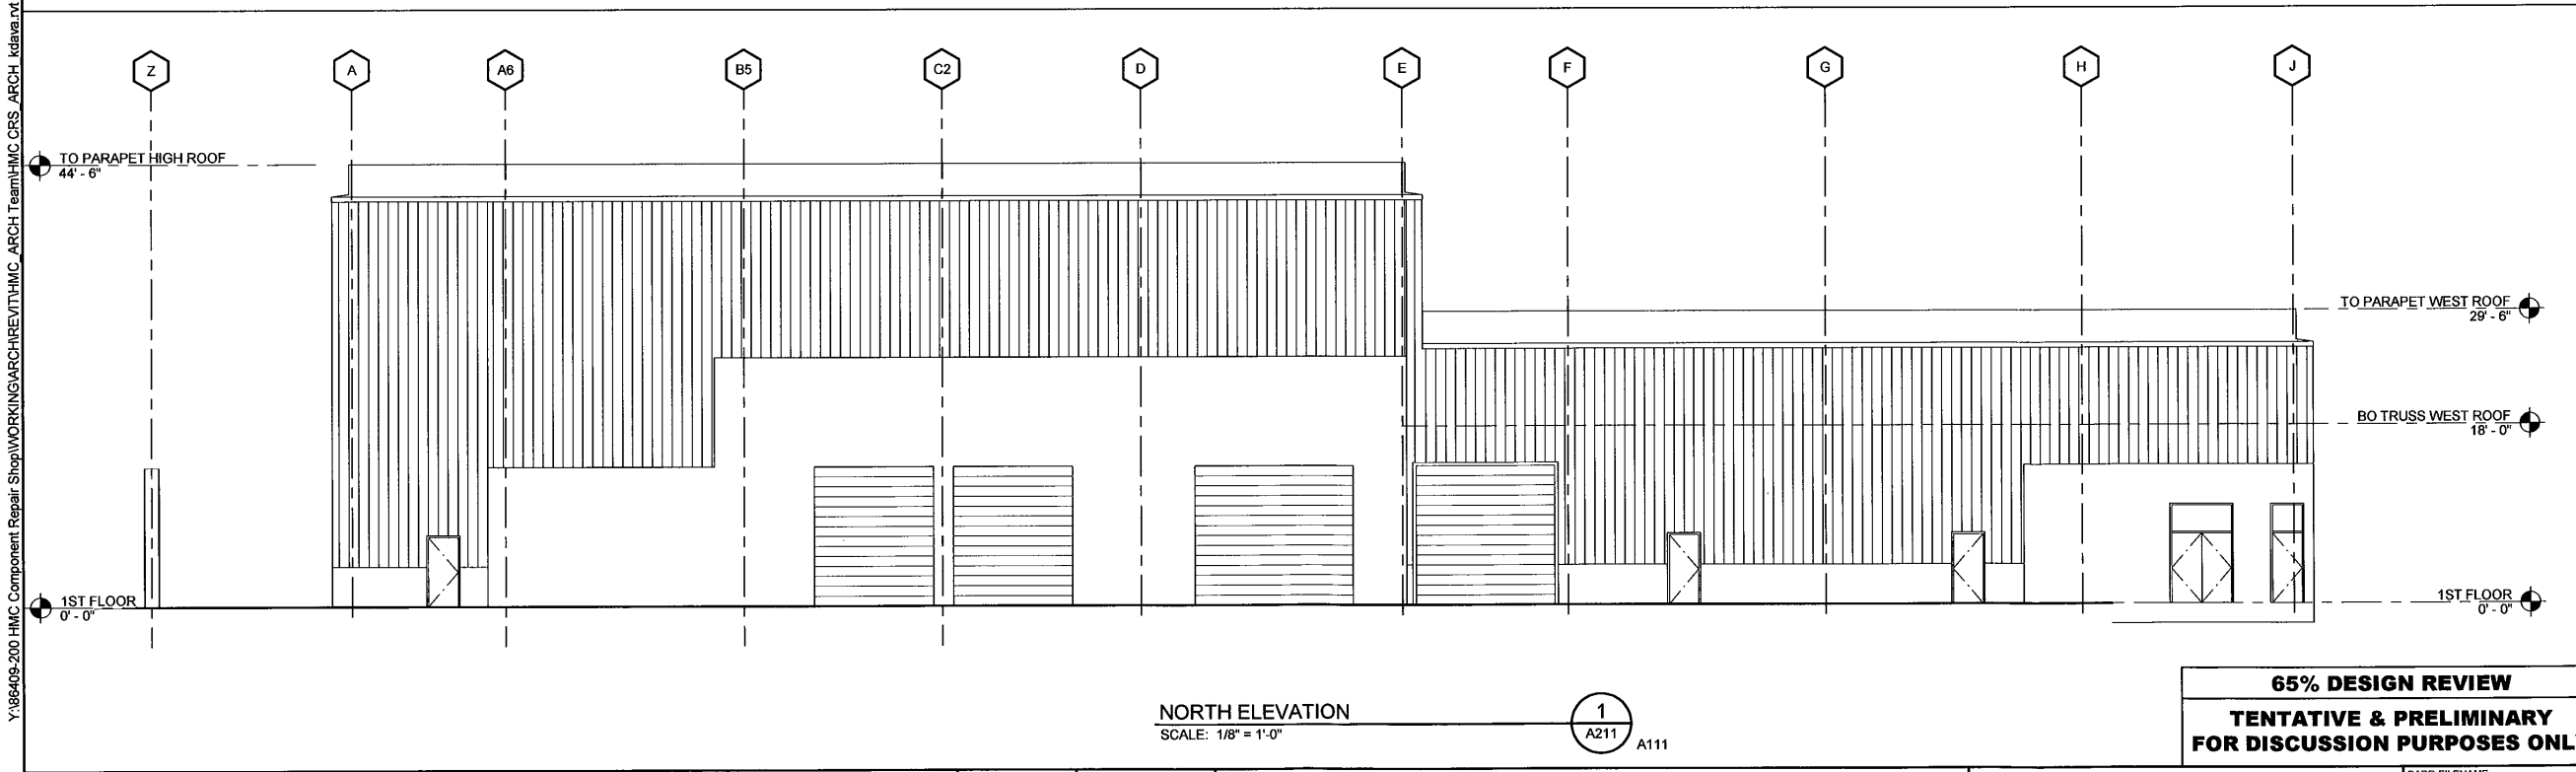 Y:\86409-200 HMC Component Repair Shop\WORKING\ARCH\REVIT\HMC_ARCH Team\HMC CRS_ARCH_kdava.rvt
Z
A
A6
B5
C2
D
E
F
G
H
J
TO PARAPET HIGH ROOF
44' - 6"
TO PARAPET WEST ROOF
29' - 6"
BO TRUSS WEST ROOF
18' - 0"
1ST FLOOR
0' - 0"
1ST FLOOR
0' - 0"
NORTH ELEVATION
SCALE: 1/8" = 1'-0"
1
A211
A111
65% DESIGN REVIEW
TENTATIVE & PRELIMINARY
FOR DISCUSSION PURPOSES ONL